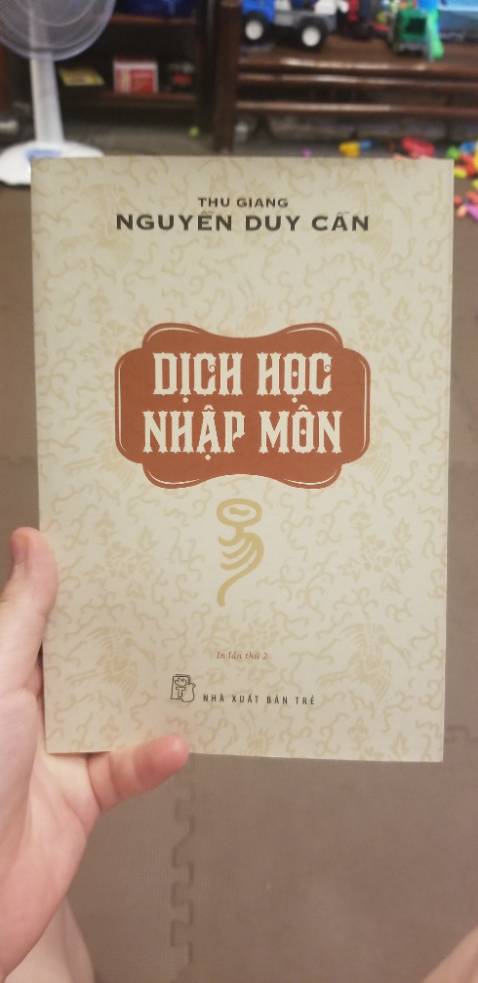 THU GIANG
NGUYỄN DUY CẦN
DỊCH HỌC
NHẬP MÔN
In lần thứ 2
NHÀ XUẤT BẢN TRẺ